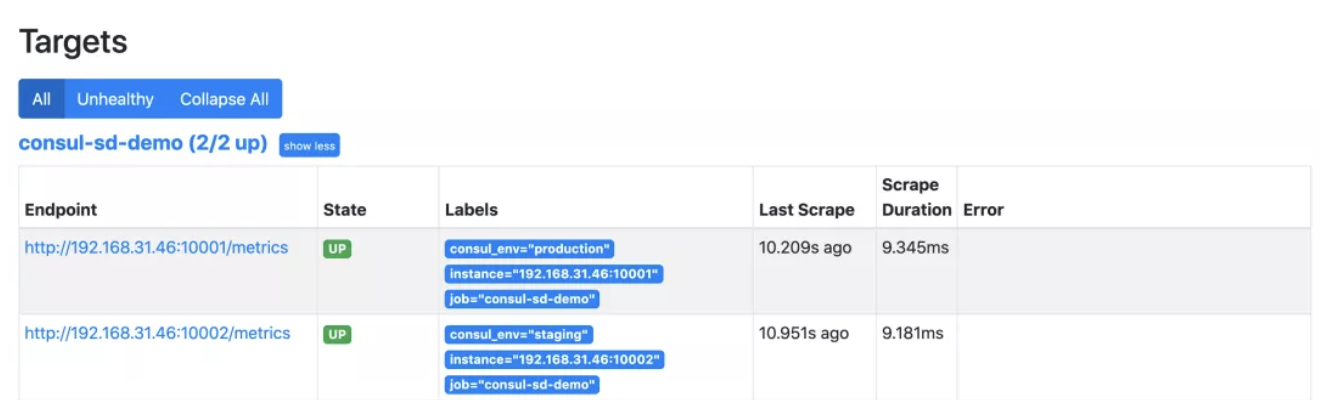 Targets
All Unhealthy Collapse All
consul-sd-demo (2/2 up) show less
Endpoint State Labels Last Scrape Scrape Duration Error
http://192.168.31.46:10001/metrics UP consul_env="production" 10.209s ago 9.345ms
instance="192.168.31.46:10001"
job="consul-sd-demo"
http://192.168.31.46:10002/metrics UP consul_env="staging" 10.951s ago 9.181ms
instance="192.168.31.46:10002"
job="consul-sd-demo"